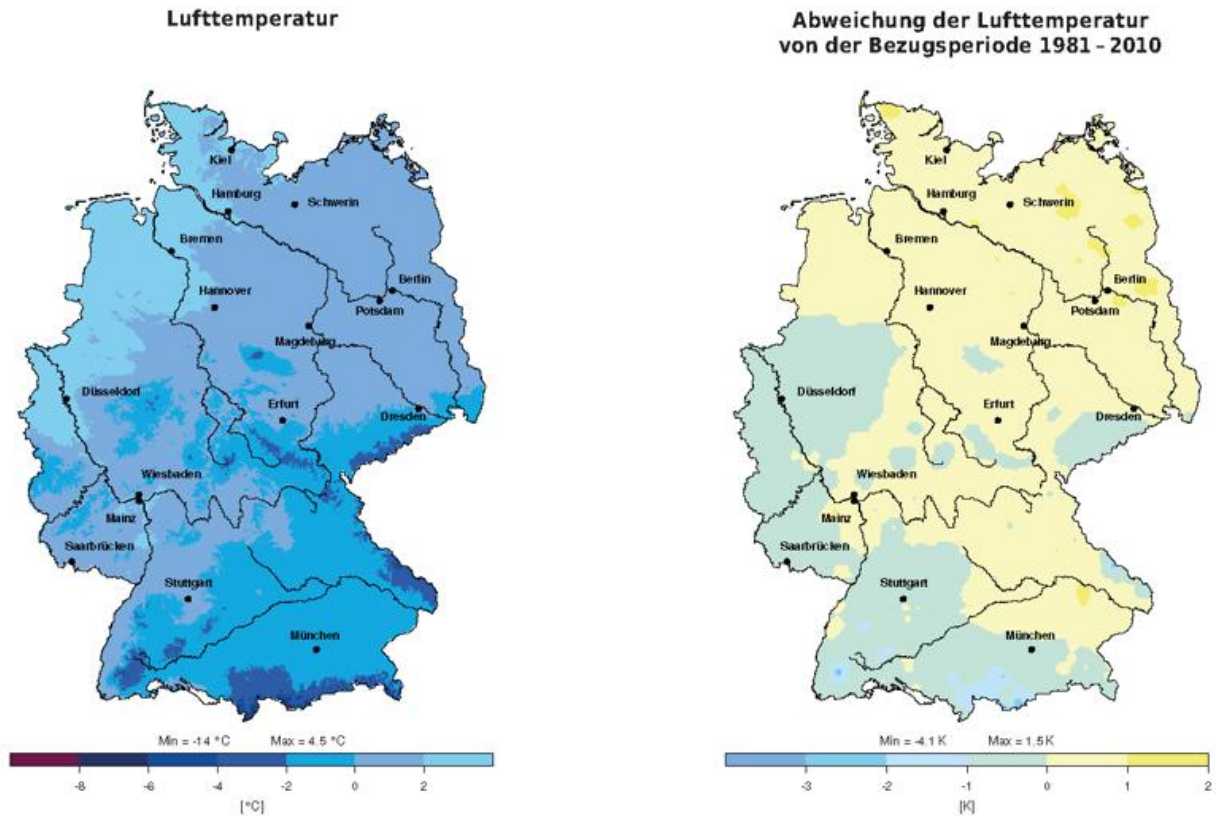 Lufttemperatur
Kiel
Hamburg
Schwerin
Bremen
Berlin
Hannover
Potsdam
Magdeburg
Düsseldorf
Erfurt
Dresden
Wiesbaden
Mainz
Saarbrücken
Stuttgart
München
Min = -14 °C Max = 4.5 °C
-8 -6 -4 -2 0 2
[°C]
Abweichung der Lufttemperatur
von der Bezugsperiode 1981 – 2010
Kiel
Hamburg
Schwerin
Bremen
Berlin
Hannover
Potsdam
Magdeburg
Düsseldorf
Erfurt
Dresden
Wiesbaden
Mainz
Saarbrücken
Stuttgart
München
Min = -4.1 K Max = 1.5 K
-3 -2 -1 0 1 2
[K]